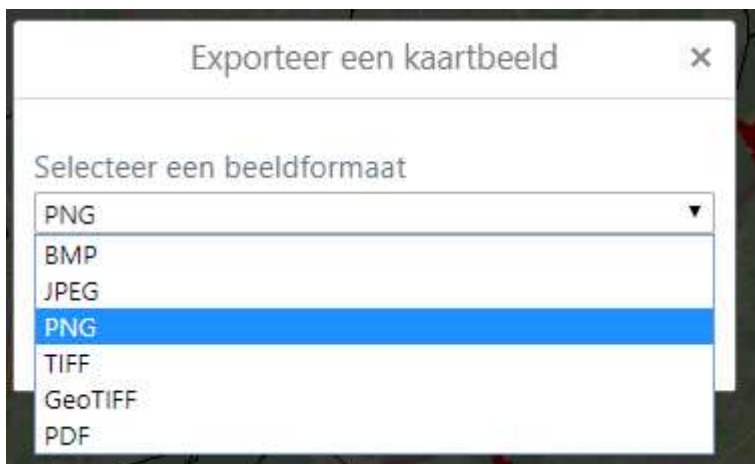 Exporteer een kaartbeeld ×
Selecteer een beeldformaat
PNG
BMP
JPEG
PNG
TIFF
GeoTIFF
PDF